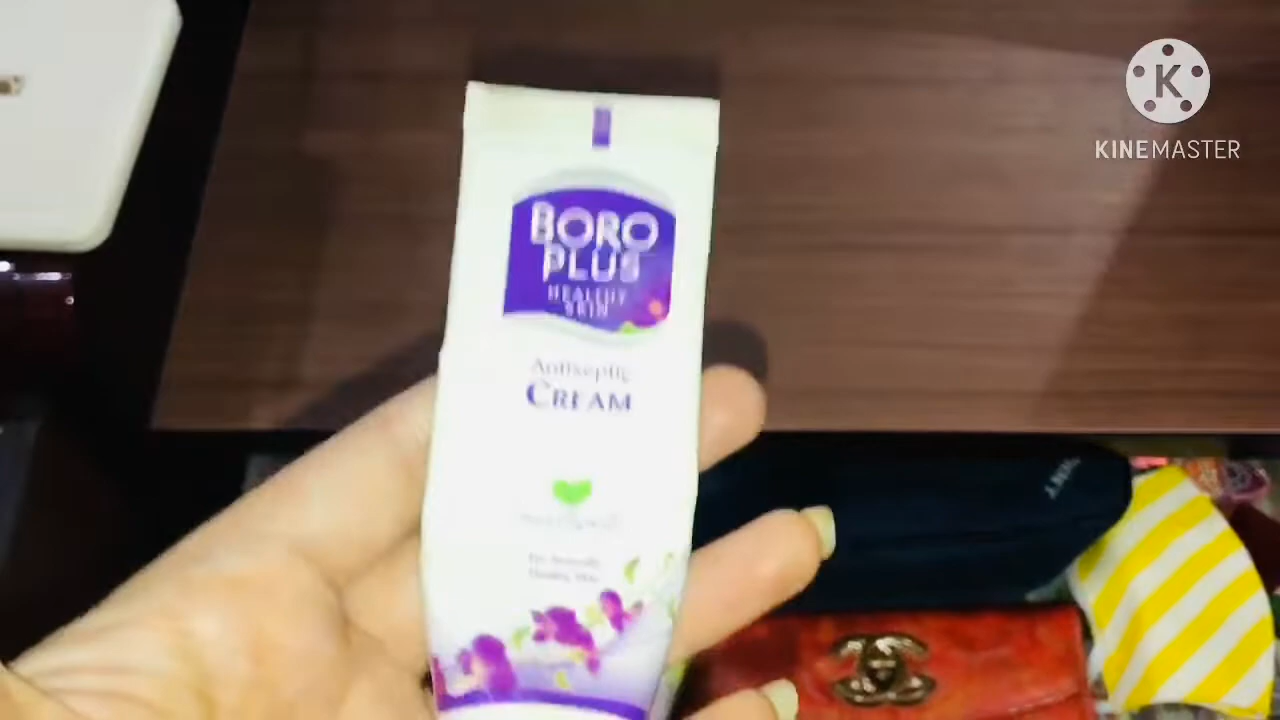 BORO
PLUS
HEALTHY
SKIN
Antiseptic
CREAM
KINEMASTER